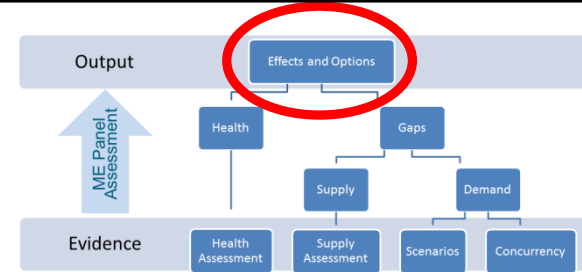 Output
Effects and Options
ME Panel
Assessment
Health
Gaps
Supply
Demand
Evidence
Health
Assessment
Supply
Assessment
Scenarios
Concurrency